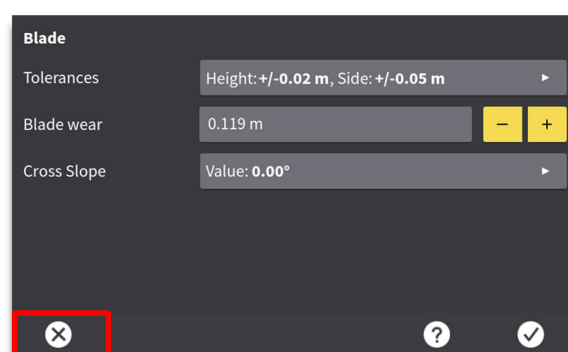 Blade
Tolerances Height: +/-0.02 m, Side: +/-0.05 m
Blade wear 0.119 m − +
Cross Slope Value: 0.00°
?